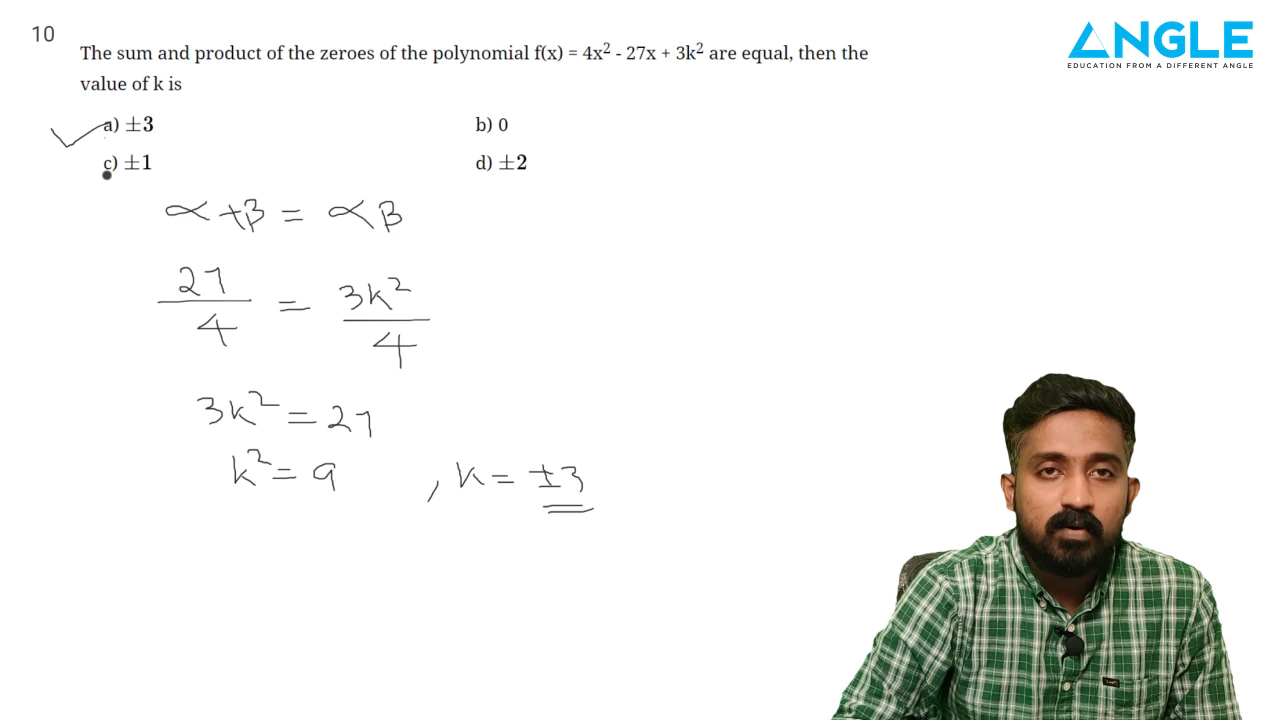 10
The sum and product of the zeroes of the polynomial f(x) = 4x² - 27x + 3k² are equal, then the
value of k is
a) ±3
b) 0
c) ±1
d) ±2
ANGLE
EDUCATION FROM A DIFFERENT ANGLE
α + β = αβ
27/4 = 3k²/4
3k² = 27
k² = 9 , k = ±3